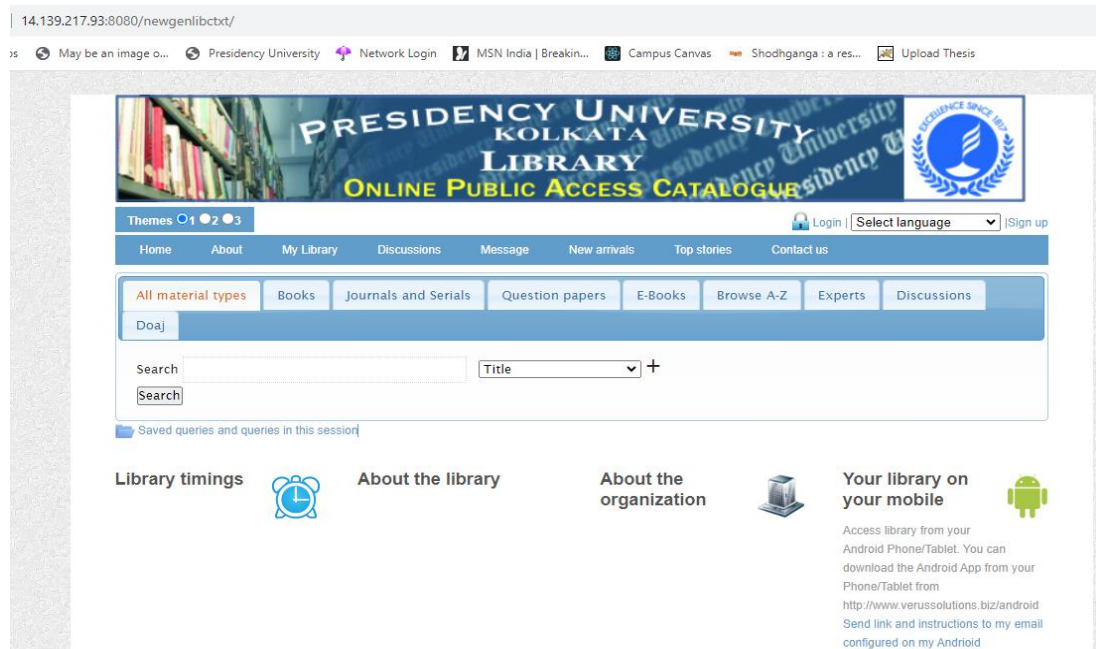 14.139.217.93:8080/newgenlibctxt/
os May be an image o... Presidency University Network Login MSN India | Breakin... Campus Canvas Shodhganga : a res... Upload Thesis
PRESIDENCY UNIVERSITY
KOLKATA
LIBRARY
ONLINE PUBLIC ACCESS CATALOGUE
EXCELLENCE SINCE 1817
Themes 1 2 3
Login | Select language |Sign up
Home About My Library Discussions Message New arrivals Top stories Contact us
All material types Books Journals and Serials Question papers E-Books Browse A-Z Experts Discussions
Doaj
Search Title +
Search
Saved queries and queries in this session
Library timings
About the library
About the
organization
Your library on
your mobile
Access library from your
Android Phone/Tablet. You can
download the Android App from your
Phone/Tablet from
http://www.verussolutions.biz/android
Send link and instructions to my email
configured on my Andrioid